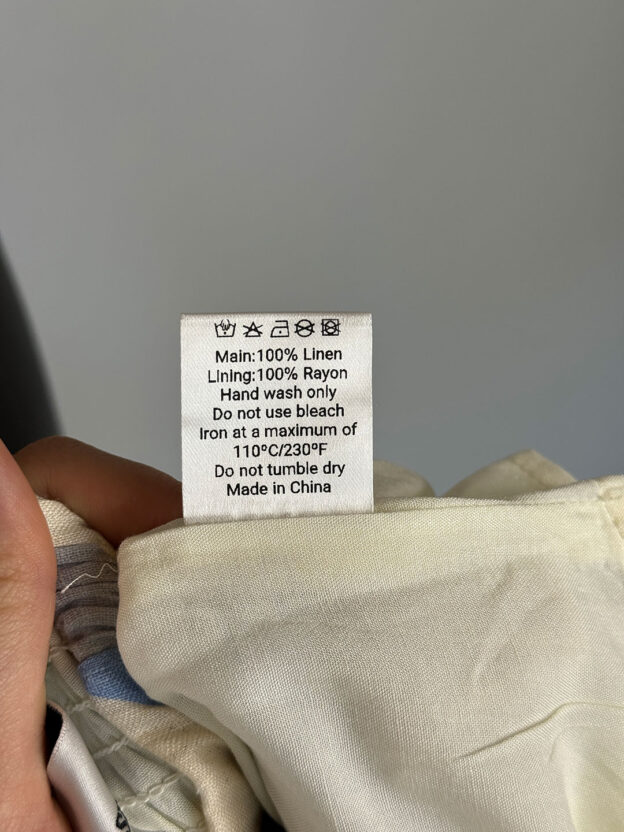 Main:100% Linen
Lining:100% Rayon
Hand wash only
Do not use bleach
Iron at a maximum of
110ºC/230ºF
Do not tumble dry
Made in China